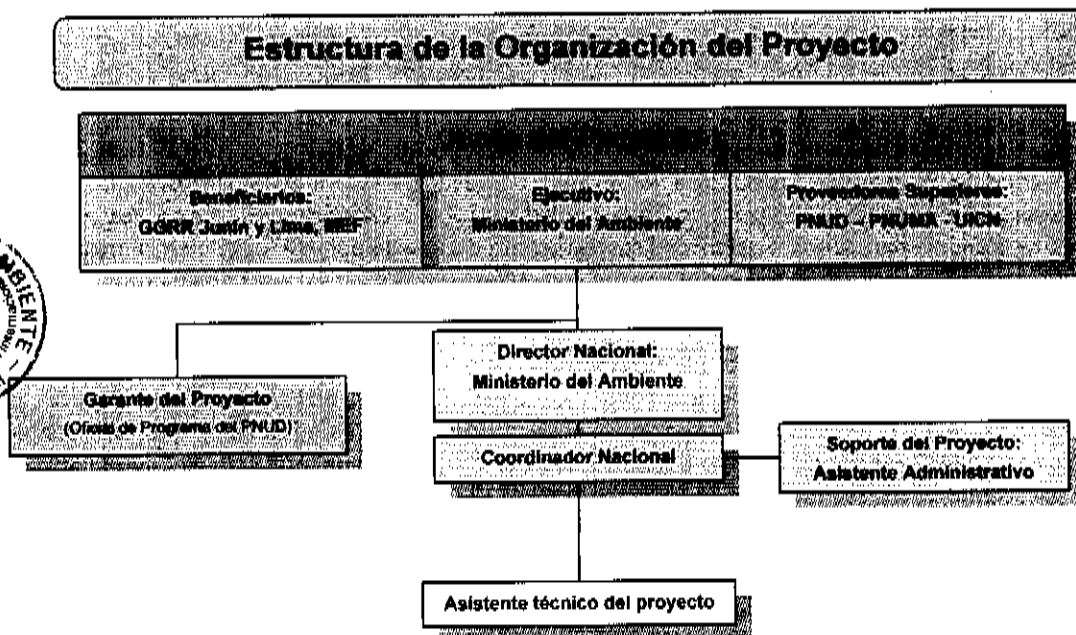 Estructura de la Organización del Proyecto
Beneficiarios:
GGRR Junín y Lima, MEF
Ejecutivo:
Ministerio del Ambiente
Proveedores Superiores:
PNUD – PNUMA - UICN
Director Nacional:
Ministerio del Ambiente
Garante del Proyecto
(Oficina de Programa del PNUD)
Coordinador Nacional
Soporte del Proyecto:
Asistente Administrativo
Asistente técnico del proyecto